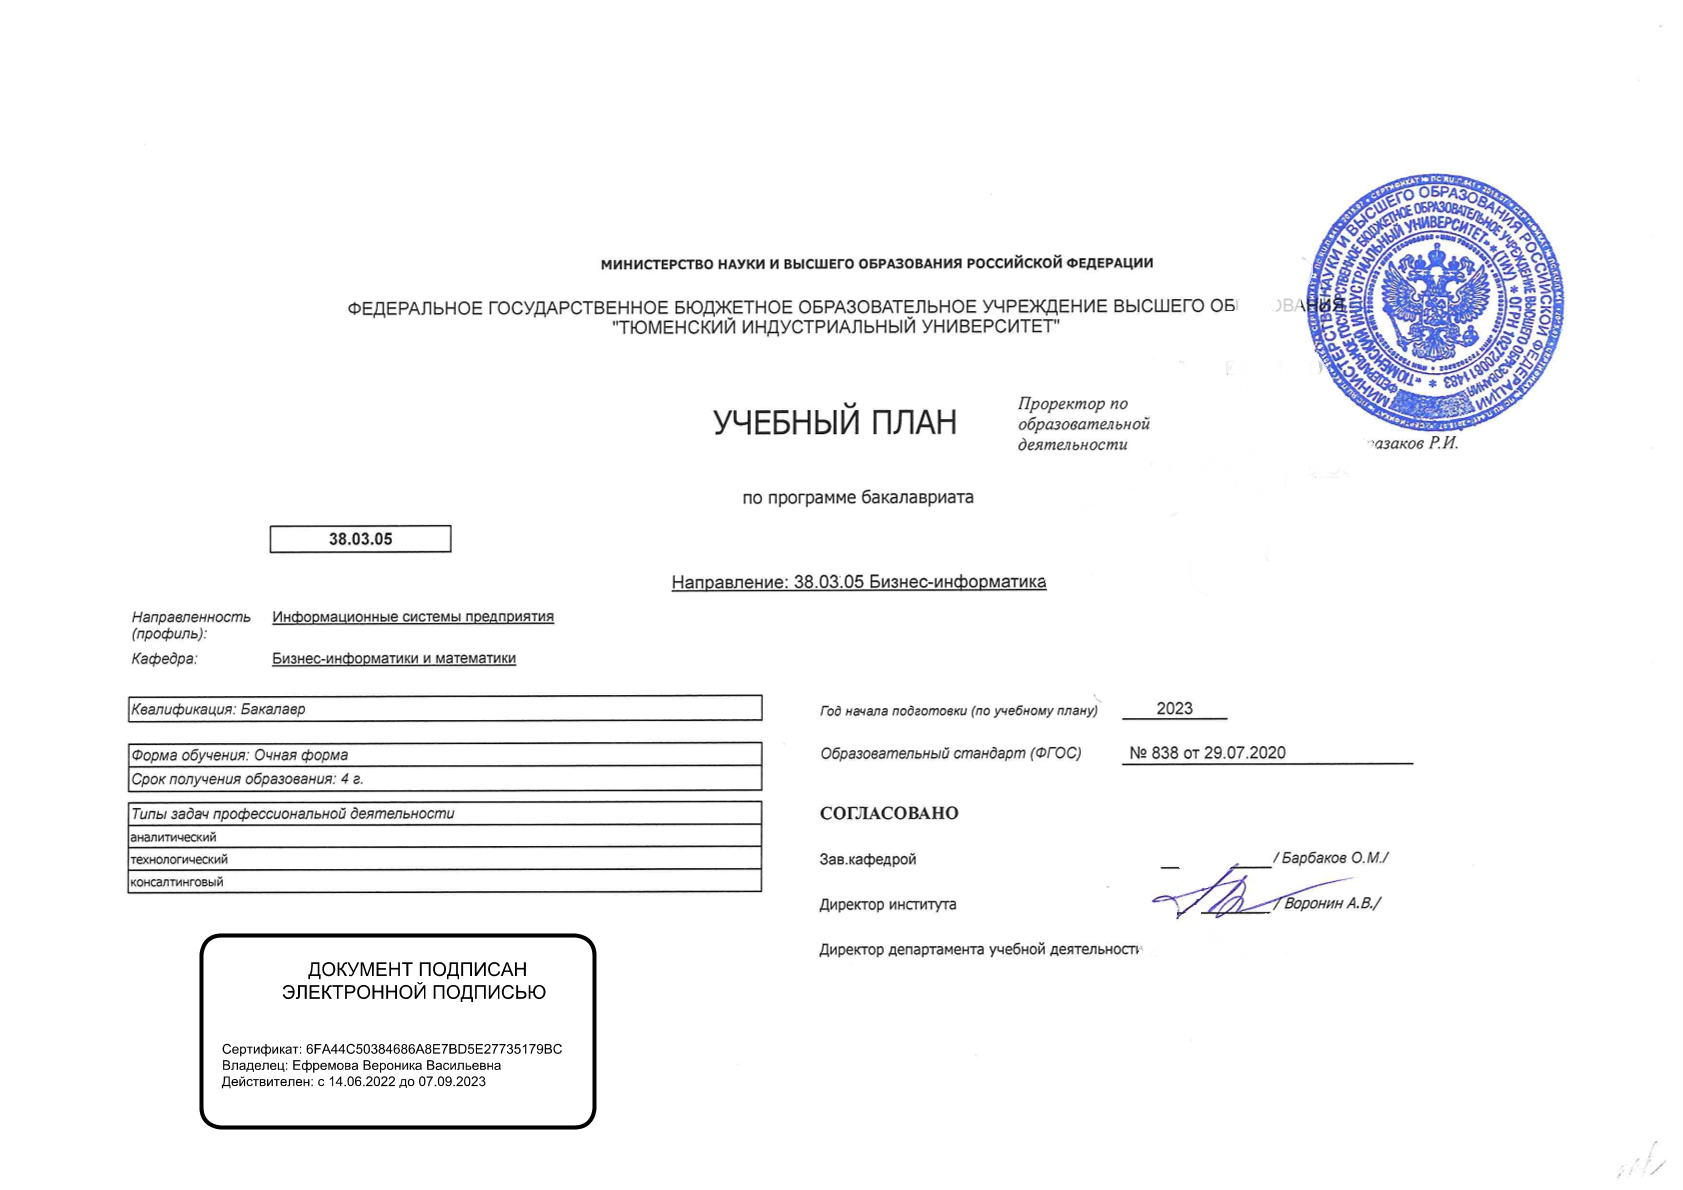 МИНИСТЕРСТВО НАУКИ И ВЫСШЕГО ОБРАЗОВАНИЯ РОССИЙСКОЙ ФЕДЕРАЦИИ
ФЕДЕРАЛЬНОЕ ГОСУДАРСТВЕННОЕ БЮДЖЕТНОЕ ОБРАЗОВАТЕЛЬНОЕ УЧРЕЖДЕНИЕ ВЫСШЕГО ОБ ОВАНИЯ
"ТЮМЕНСКИЙ ИНДУСТРИАЛЬНЫЙ УНИВЕРСИТЕТ"
УЧЕБНЫЙ ПЛАН
Проректор по
образовательной
деятельности
азаков Р.И.
по программе бакалавриата
38.03.05
Направление: 38.03.05 Бизнес-информатика
Направленность (профиль): Информационные системы предприятия
Кафедра: Бизнес-информатики и математики
Квалификация: Бакалавр
Год начала подготовки (по учебному плану) 2023
Форма обучения: Очная форма
Образовательный стандарт (ФГОС) № 838 от 29.07.2020
Срок получения образования: 4 г.
Типы задач профессиональной деятельности
аналитический
технологический
консалтинговый
СОГЛАСОВАНО
Зав.кафедрой / Барбаков О.М./
Директор института / Воронин А.В./
Директор департамента учебной деятельности
ДОКУМЕНТ ПОДПИСАН
ЭЛЕКТРОННОЙ ПОДПИСЬЮ
Сертификат: 6FA44C50384686A8E7BD5E27735179BC
Владелец: Ефремова Вероника Васильевна
Действителен: с 14.06.2022 до 07.09.2023
МИНИСТЕРСТВО НАУКИ И ВЫСШЕГО ОБРАЗОВАНИЯ РОССИЙСКОЙ ФЕДЕРАЦИИ
ФЕДЕРАЛЬНОЕ ГОСУДАРСТВЕННОЕ БЮДЖЕТНОЕ ОБРАЗОВАТЕЛЬНОЕ УЧРЕЖДЕНИЕ ВЫСШЕГО ОБРАЗОВАНИЯ
«ТЮМЕНСКИЙ ИНДУСТРИАЛЬНЫЙ УНИВЕРСИТЕТ» * (ТИУ) * ОГРН 1027200811483 *